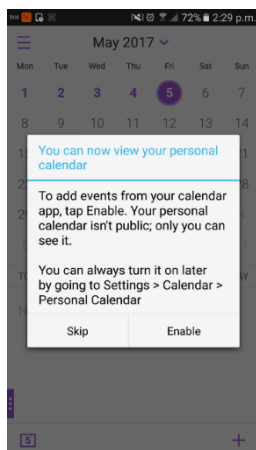 72% 2:29 p.m.
May 2017
Mon Tue Wed Thu Fri Sat Sun
1 2 3 4 5 6 7
8 9 10 11 12 13 14
You can now view your personal
calendar
To add events from your calendar
app, tap Enable. Your personal
calendar isn't public; only you can
see it.
You can always turn it on later
by going to Settings > Calendar >
Personal Calendar
Skip Enable
5